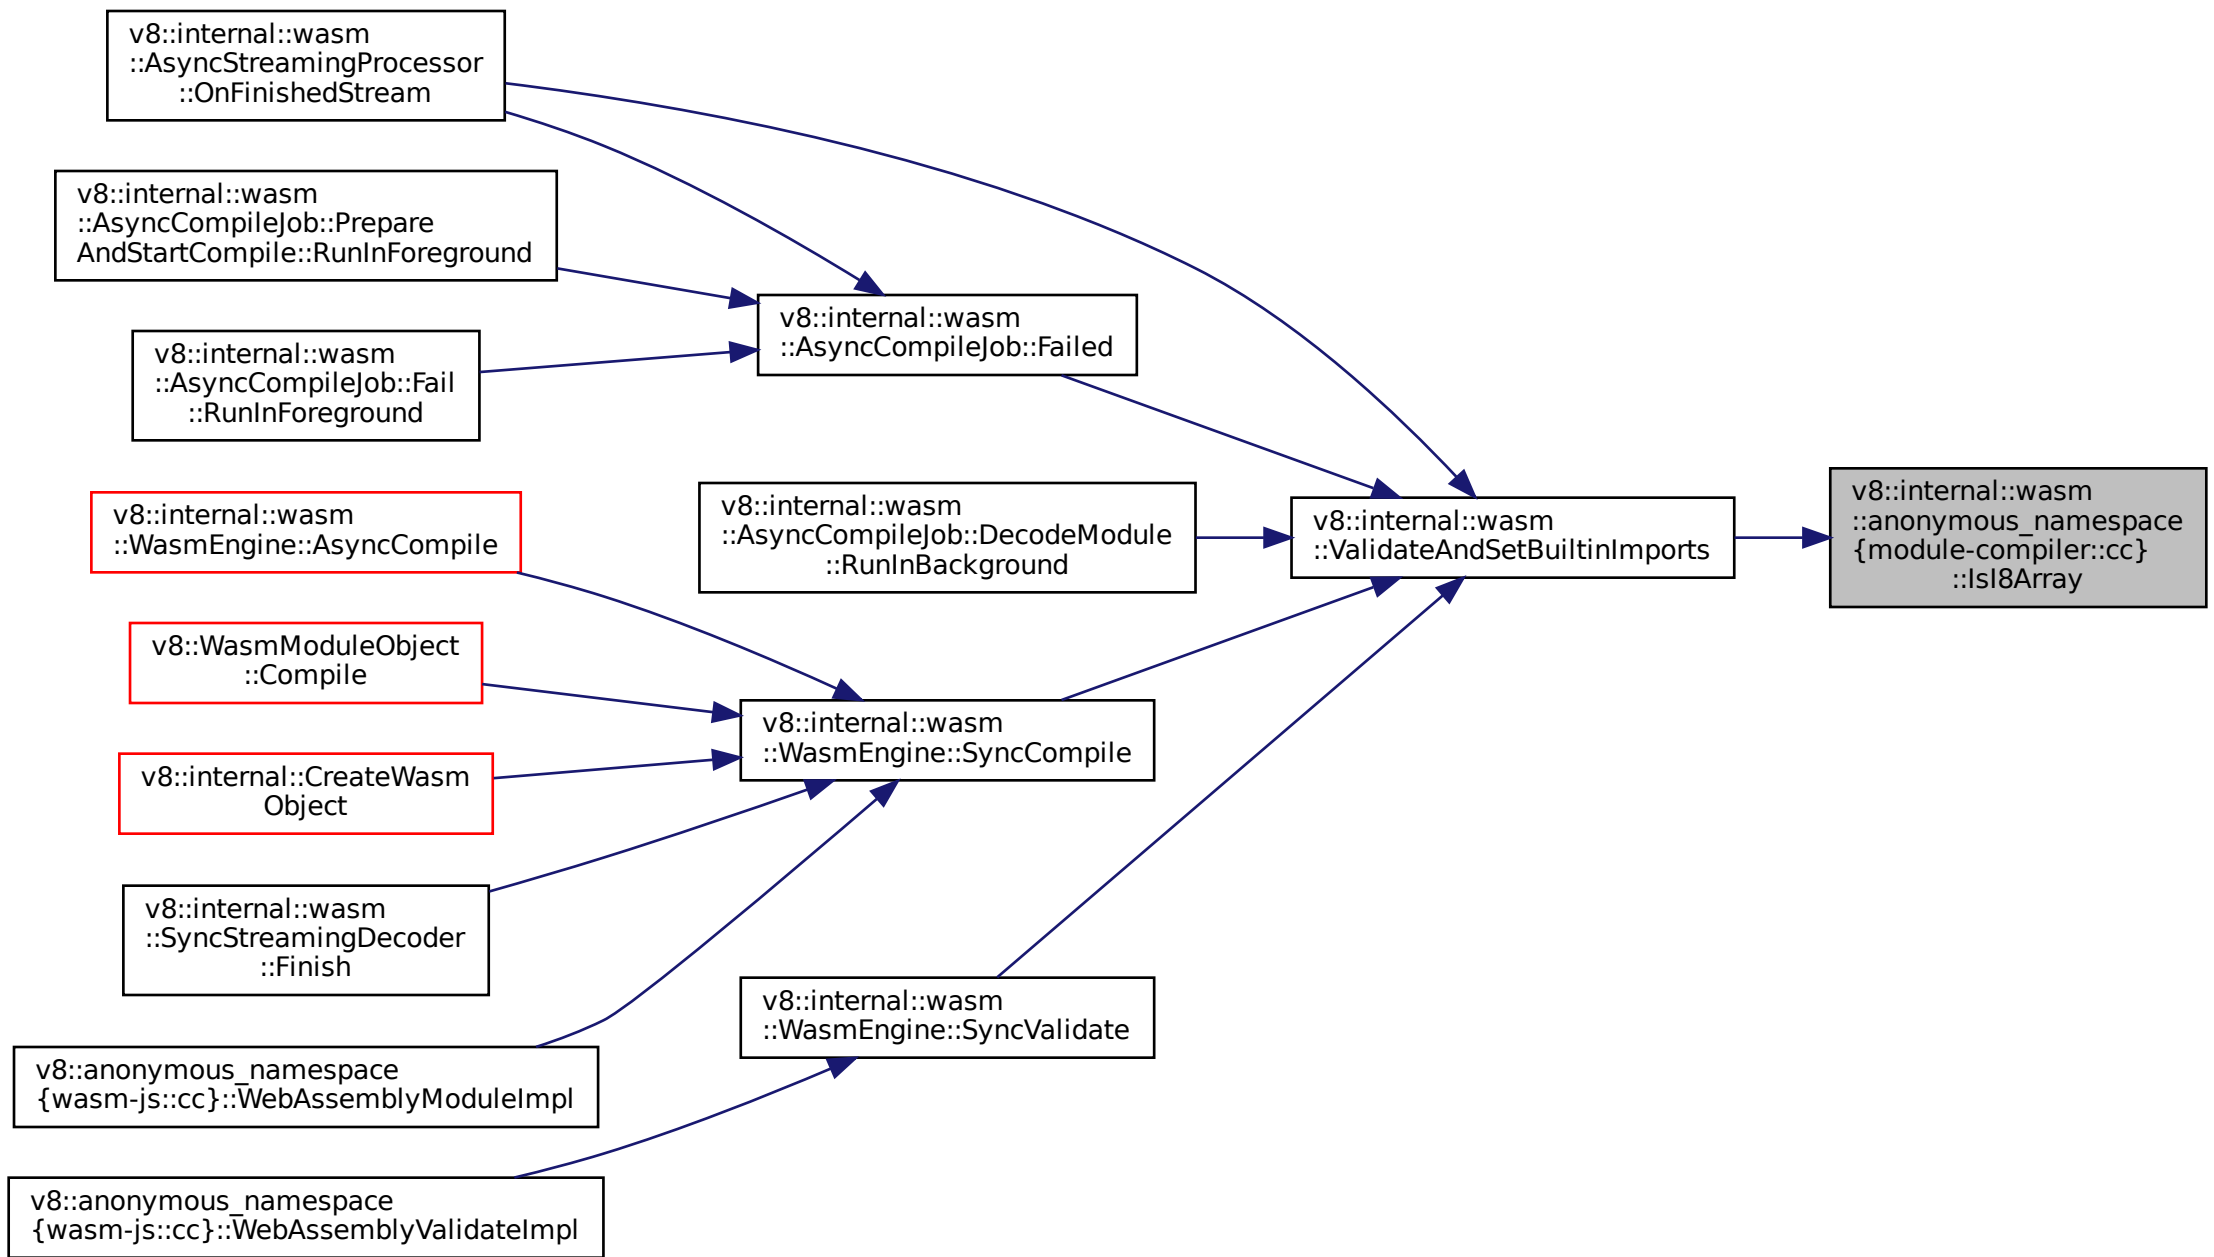 v8::internal::wasm
::AsyncStreamingProcessor
::OnFinishedStream
v8::internal::wasm
::AsyncCompileJob::Prepare
AndStartCompile::RunInForeground
v8::internal::wasm
::AsyncCompileJob::Fail
::RunInForeground
v8::internal::wasm
::WasmEngine::AsyncCompile
v8::WasmModuleObject
::Compile
v8::internal::CreateWasm
Object
v8::internal::wasm
::SyncStreamingDecoder
::Finish
v8::anonymous_namespace
{wasm-js::cc}::WebAssemblyModuleImpl
v8::anonymous_namespace
{wasm-js::cc}::WebAssemblyValidateImpl
v8::internal::wasm
::AsyncCompileJob::Failed
v8::internal::wasm
::AsyncCompileJob::DecodeModule
::RunInBackground
v8::internal::wasm
::WasmEngine::SyncCompile
v8::internal::wasm
::WasmEngine::SyncValidate
v8::internal::wasm
::ValidateAndSetBuiltinImports
v8::internal::wasm
::anonymous_namespace
{module-compiler::cc}
::IsI8Array